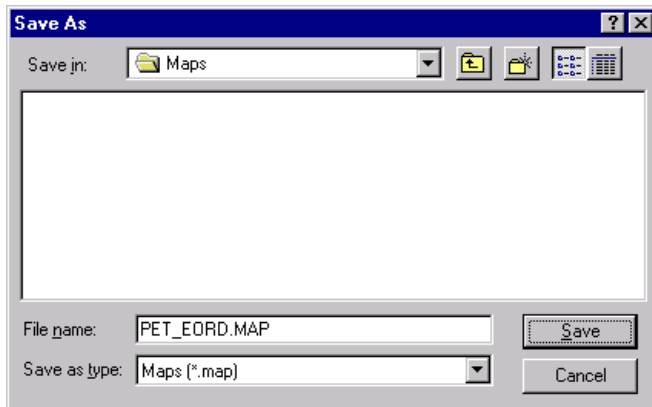 Save As
Save in: Maps
File name: PET_EORD.MAP Save
Save as type: Maps (*.map) Cancel